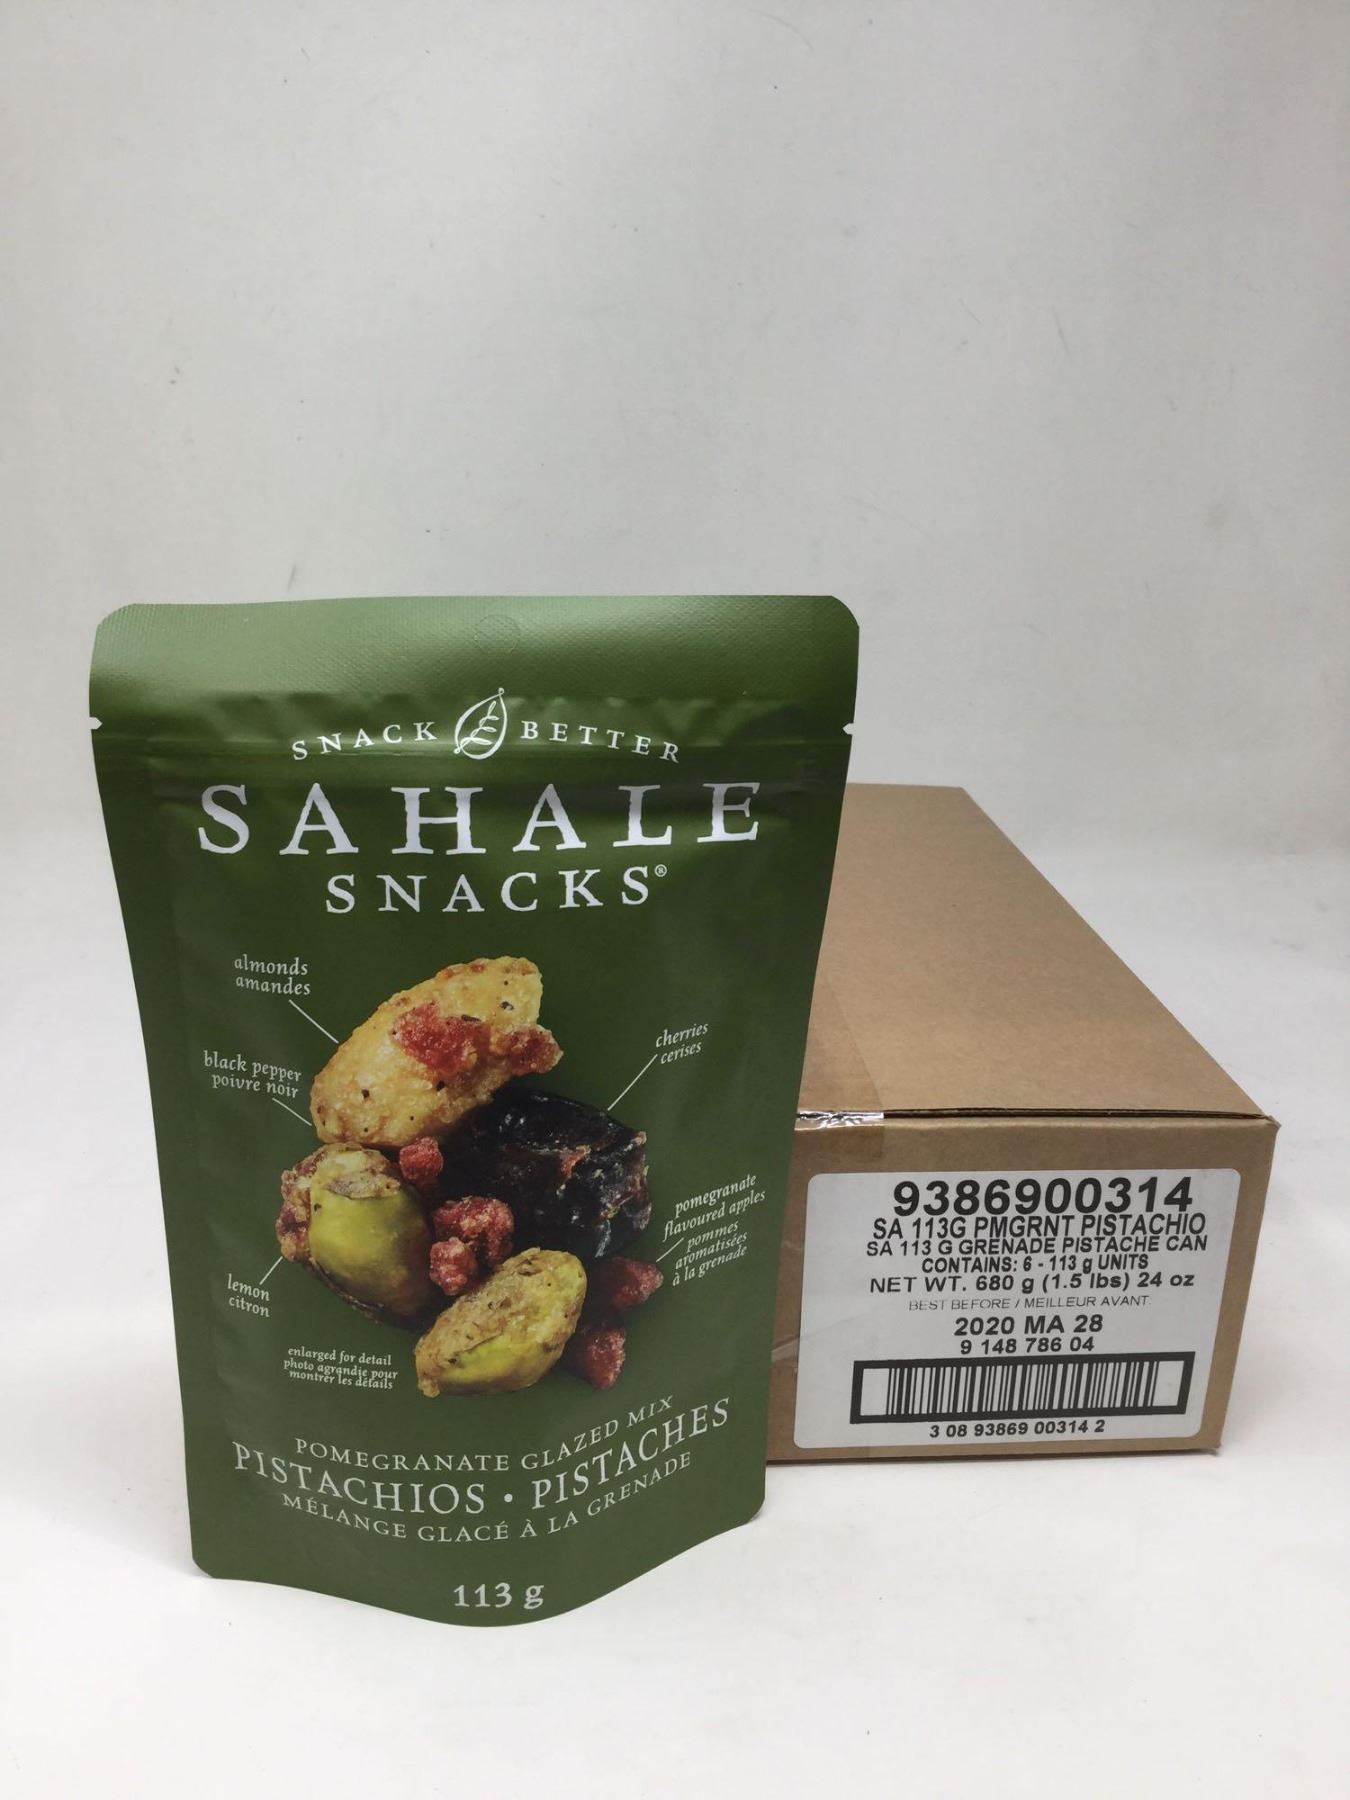 SNACK BETTER
SAHALE
SNACKS®
almonds
amandes
black pepper
poivre noir
cherries
cerises
pomegranate
flavoured apples
pommes
aromatisées
à la grenade
lemon
citron
enlarged for detail
photo agrandie pour
montrer les détails
POMEGRANATE GLAZED MIX
PISTACHIOS • PISTACHES
MÉLANGE GLACÉ À LA GRENADE
113 g
9386900314
SA 113G PMGRNT PISTACHIO
SA 113 G GRENADE PISTACHE CAN
CONTAINS: 6 - 113 g UNITS
NET WT. 680 g (1.5 lbs) 24 oz
BEST BEFORE / MEILLEUR AVANT
2020 MA 28
9 148 786 04
3 08 93869 00314 2